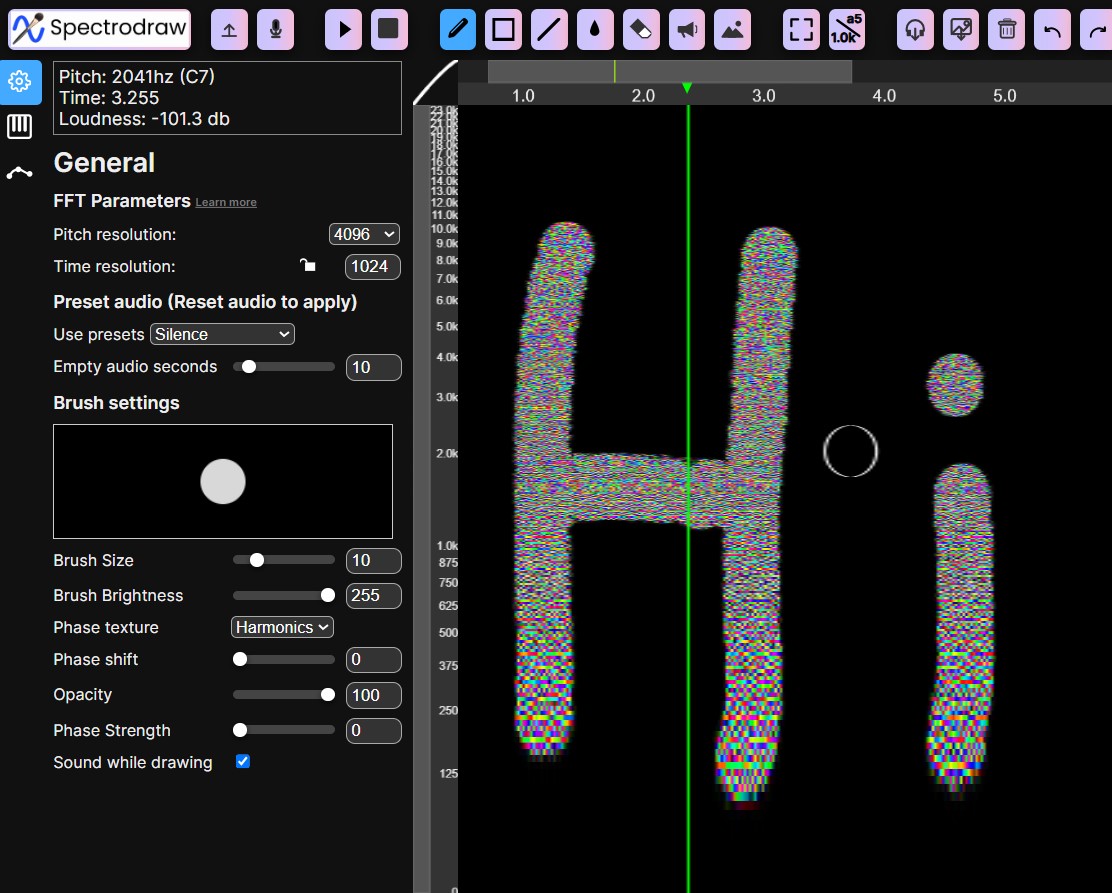 Spectrodraw
a5
1.0k
Pitch: 2041hz (C7)
Time: 3.255
Loudness: -101.3 db
General
FFT Parameters Learn more
Pitch resolution: 4096
Time resolution: 1024
Preset audio (Reset audio to apply)
Use presets Silence
Empty audio seconds 10
Brush settings
Brush Size 10
Brush Brightness 255
Phase texture Harmonics
Phase shift 0
Opacity 100
Phase Strength 0
Sound while drawing
1.0 2.0 3.0 4.0 5.0
23.0k
22.0k
21.0k
20.0k
19.0k
18.0k
17.0k
16.0k
15.0k
14.0k
13.0k
12.0k
11.0k
10.0k
9.0k
8.0k
7.0k
6.0k
5.0k
4.0k
3.0k
2.0k
1.0k
875
750
625
500
375
250
125
0
Hi